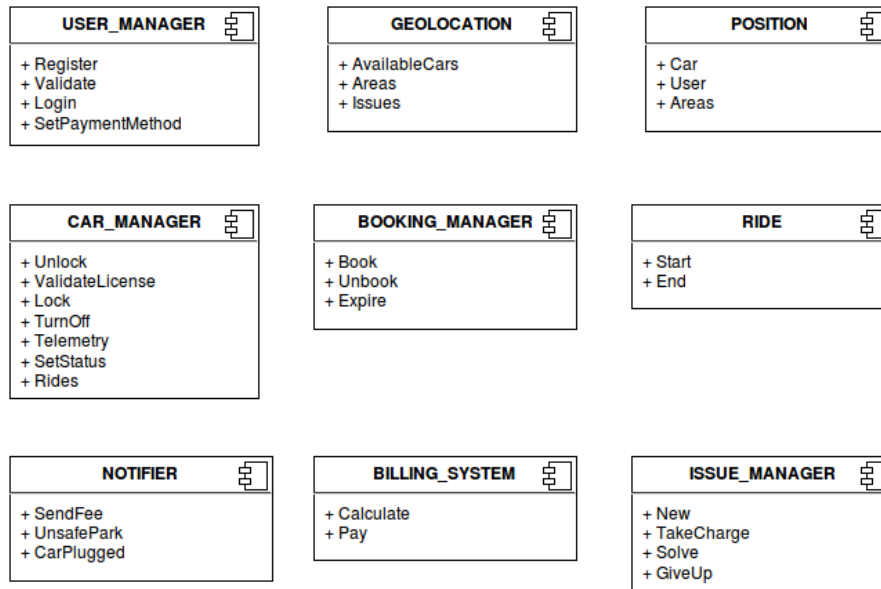 USER_MANAGER
+ Register
+ Validate
+ Login
+ SetPaymentMethod
GEOLOCATION
+ AvailableCars
+ Areas
+ Issues
POSITION
+ Car
+ User
+ Areas
CAR_MANAGER
+ Unlock
+ ValidateLicense
+ Lock
+ TurnOff
+ Telemetry
+ SetStatus
+ Rides
BOOKING_MANAGER
+ Book
+ Unbook
+ Expire
RIDE
+ Start
+ End
NOTIFIER
+ SendFee
+ UnsafePark
+ CarPlugged
BILLING_SYSTEM
+ Calculate
+ Pay
ISSUE_MANAGER
+ New
+ TakeCharge
+ Solve
+ GiveUp